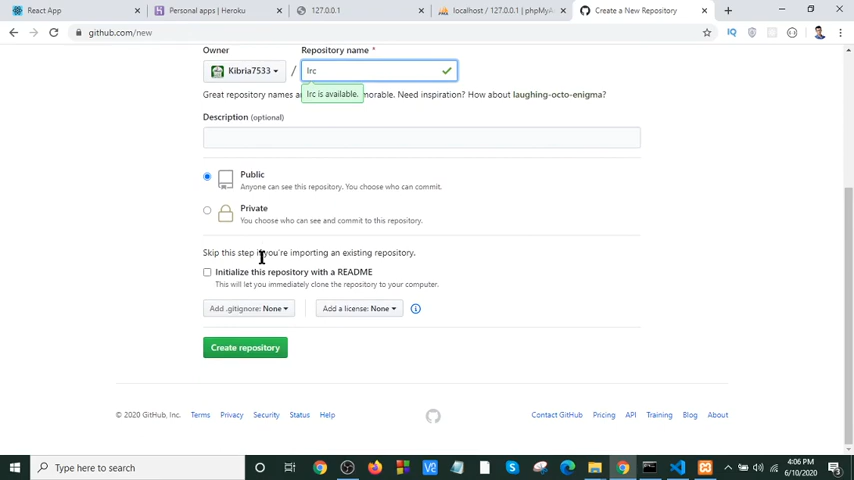 React App
Personal apps | Heroku
127.0.0.1
localhost / 127.0.0.1 | phpMyA
Create a New Repository
github.com/new
Owner
Repository name *
Kibria7533
/
lrc
Great repository names a
lrc is available.
morable. Need inspiration? How about laughing-octo-enigma?
Description (optional)
Public
Anyone can see this repository. You choose who can commit.
Private
You choose who can see and commit to this repository.
Skip this step if you're importing an existing repository.
Initialize this repository with a README
This will let you immediately clone the repository to your computer.
Add .gitignore: None
Add a license: None
Create repository
© 2020 GitHub, Inc.
Terms
Privacy
Security
Status
Help
Contact GitHub
Pricing
API
Training
Blog
About
Type here to search
4:06 PM
6/10/2020